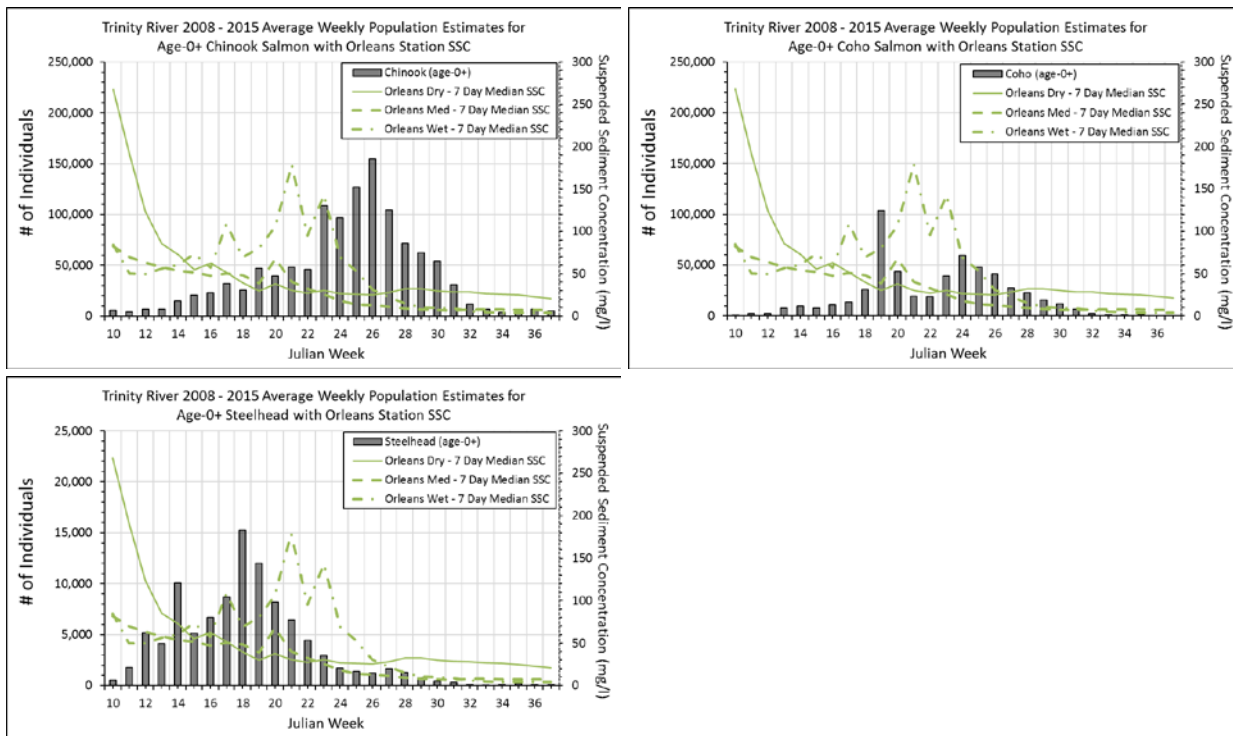 Trinity River 2008 - 2015 Average Weekly Population Estimates for
Age-0+ Chinook Salmon with Orleans Station SSC
250,000
200,000
150,000
100,000
50,000
0
# of Individuals
300
250
200
150
100
50
0
Suspended Sediment Concentration (mg/l)
Chinook (age-0+)
Orleans Dry - 7 Day Median SSC
Orleans Med - 7 Day Median SSC
Orleans Wet - 7 Day Median SSC
10 12 14 16 18 20 22 24 26 28 30 32 34 36
Julian Week
Trinity River 2008 - 2015 Average Weekly Population Estimates for
Age-0+ Coho Salmon with Orleans Station SSC
250,000
200,000
150,000
100,000
50,000
0
# of Individuals
300
250
200
150
100
50
0
Suspended Sediment Concentration (mg/l)
Coho (age-0+)
Orleans Dry - 7 Day Median SSC
Orleans Med - 7 Day Median SSC
Orleans Wet - 7 Day Median SSC
10 12 14 16 18 20 22 24 26 28 30 32 34 36
Julian Week
Trinity River 2008 - 2015 Average Weekly Population Estimates for
Age-0+ Steelhead with Orleans Station SSC
25,000
20,000
15,000
10,000
5,000
0
# of Individuals
300
250
200
150
100
50
0
Suspended Sediment Concentration (mg/l)
Steelhead (age-0+)
Orleans Dry - 7 Day Median SSC
Orleans Med - 7 Day Median SSC
Orleans Wet - 7 Day Median SSC
10 12 14 16 18 20 22 24 26 28 30 32 34 36
Julian Week